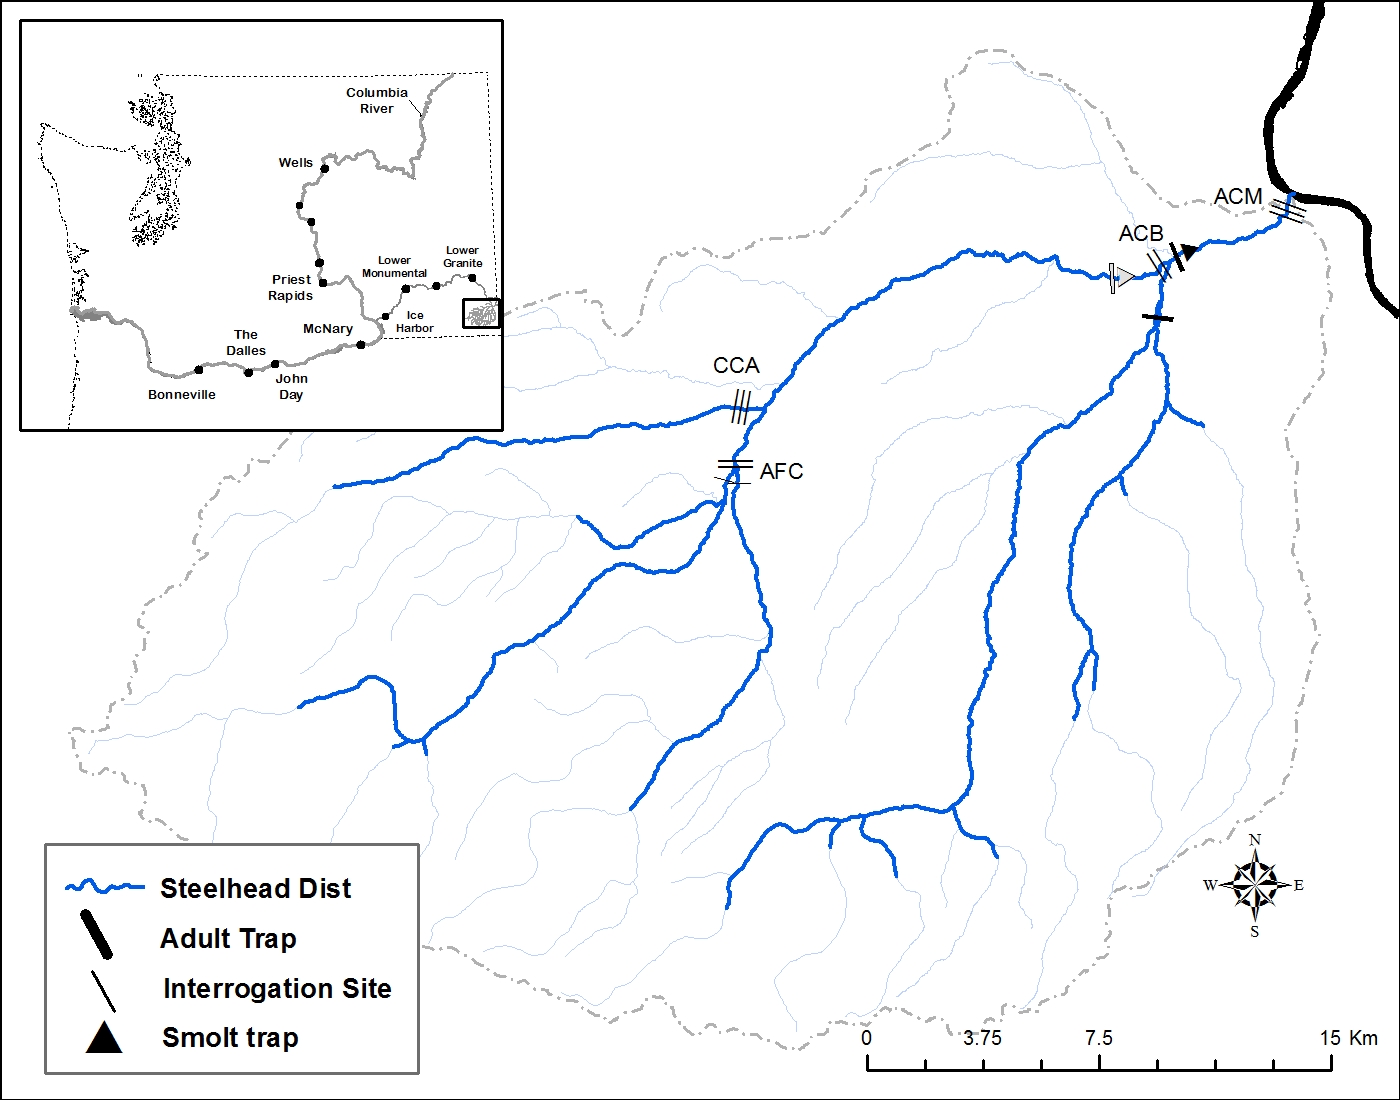 Columbia
River
Wells
Lower
Granite
Lower
Monumental
Priest
Rapids
Ice
Harbor
McNary
The
Dalles
John
Day
Bonneville
ACM
ACB
CCA
AFC
Steelhead Dist
Adult Trap
Interrogation Site
Smolt trap
N
W E
S
0 3.75 7.5 15 Km